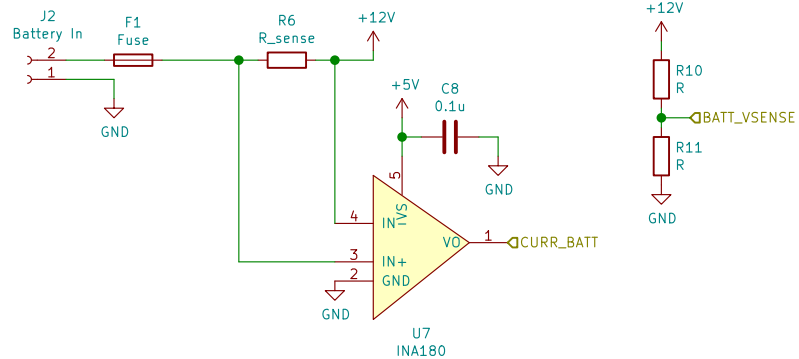 J2
Battery In
2
1
GND
F1
Fuse
R6
R_sense
+12V
+5V
C8
0.1u
GND
5
VS
4
IN−
3
IN+
2
GND
GND
VO
1
CURR_BATT
U7
INA180
+12V
R10
R
BATT_VSENSE
R11
R
GND